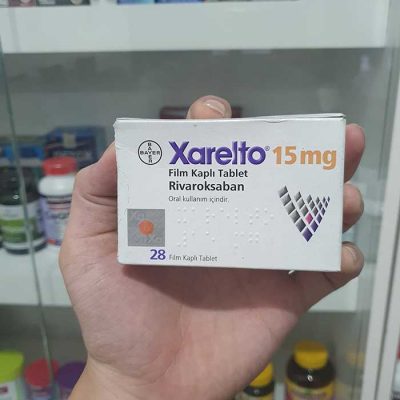 BAYER
Xarelto® 15 mg
Film Kaplı Tablet
Rivaroksaban
Oral kullanım içindir.
28 Film Kaplı Tablet